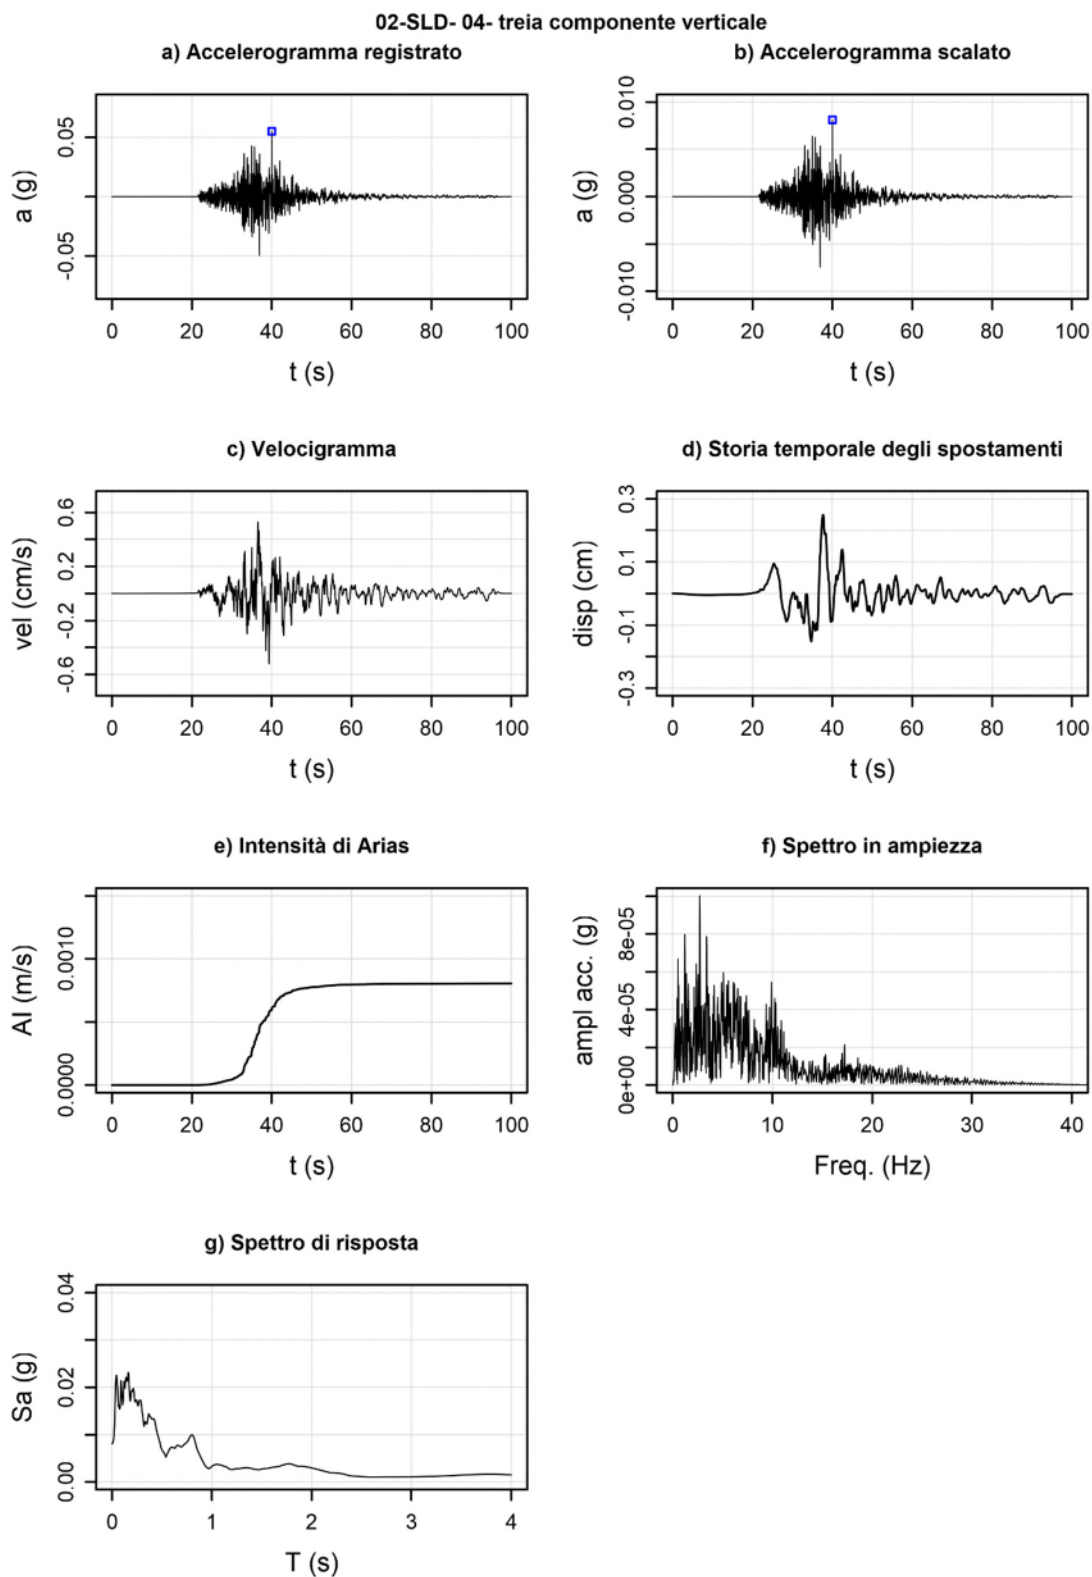 02-SLD- 04- treia componente verticale
a) Accelerogramma registrato
a (g)
0.05
-0.05
0 20 40 60 80 100
t (s)
b) Accelerogramma scalato
a (g)
0.010
0.000
-0.010
0 20 40 60 80 100
t (s)
c) Velocigramma
vel (cm/s)
0.6
0.2
-0.2
-0.6
0 20 40 60 80 100
t (s)
d) Storia temporale degli spostamenti
disp (cm)
0.3
0.1
-0.1
-0.3
0 20 40 60 80 100
t (s)
e) Intensità di Arias
AI (m/s)
0.0010
0.0000
0 20 40 60 80 100
t (s)
f) Spettro in ampiezza
ampl acc. (g)
8e-05
4e-05
0e+00
0 10 20 30 40
Freq. (Hz)
g) Spettro di risposta
Sa (g)
0.04
0.02
0.00
0 1 2 3 4
T (s)